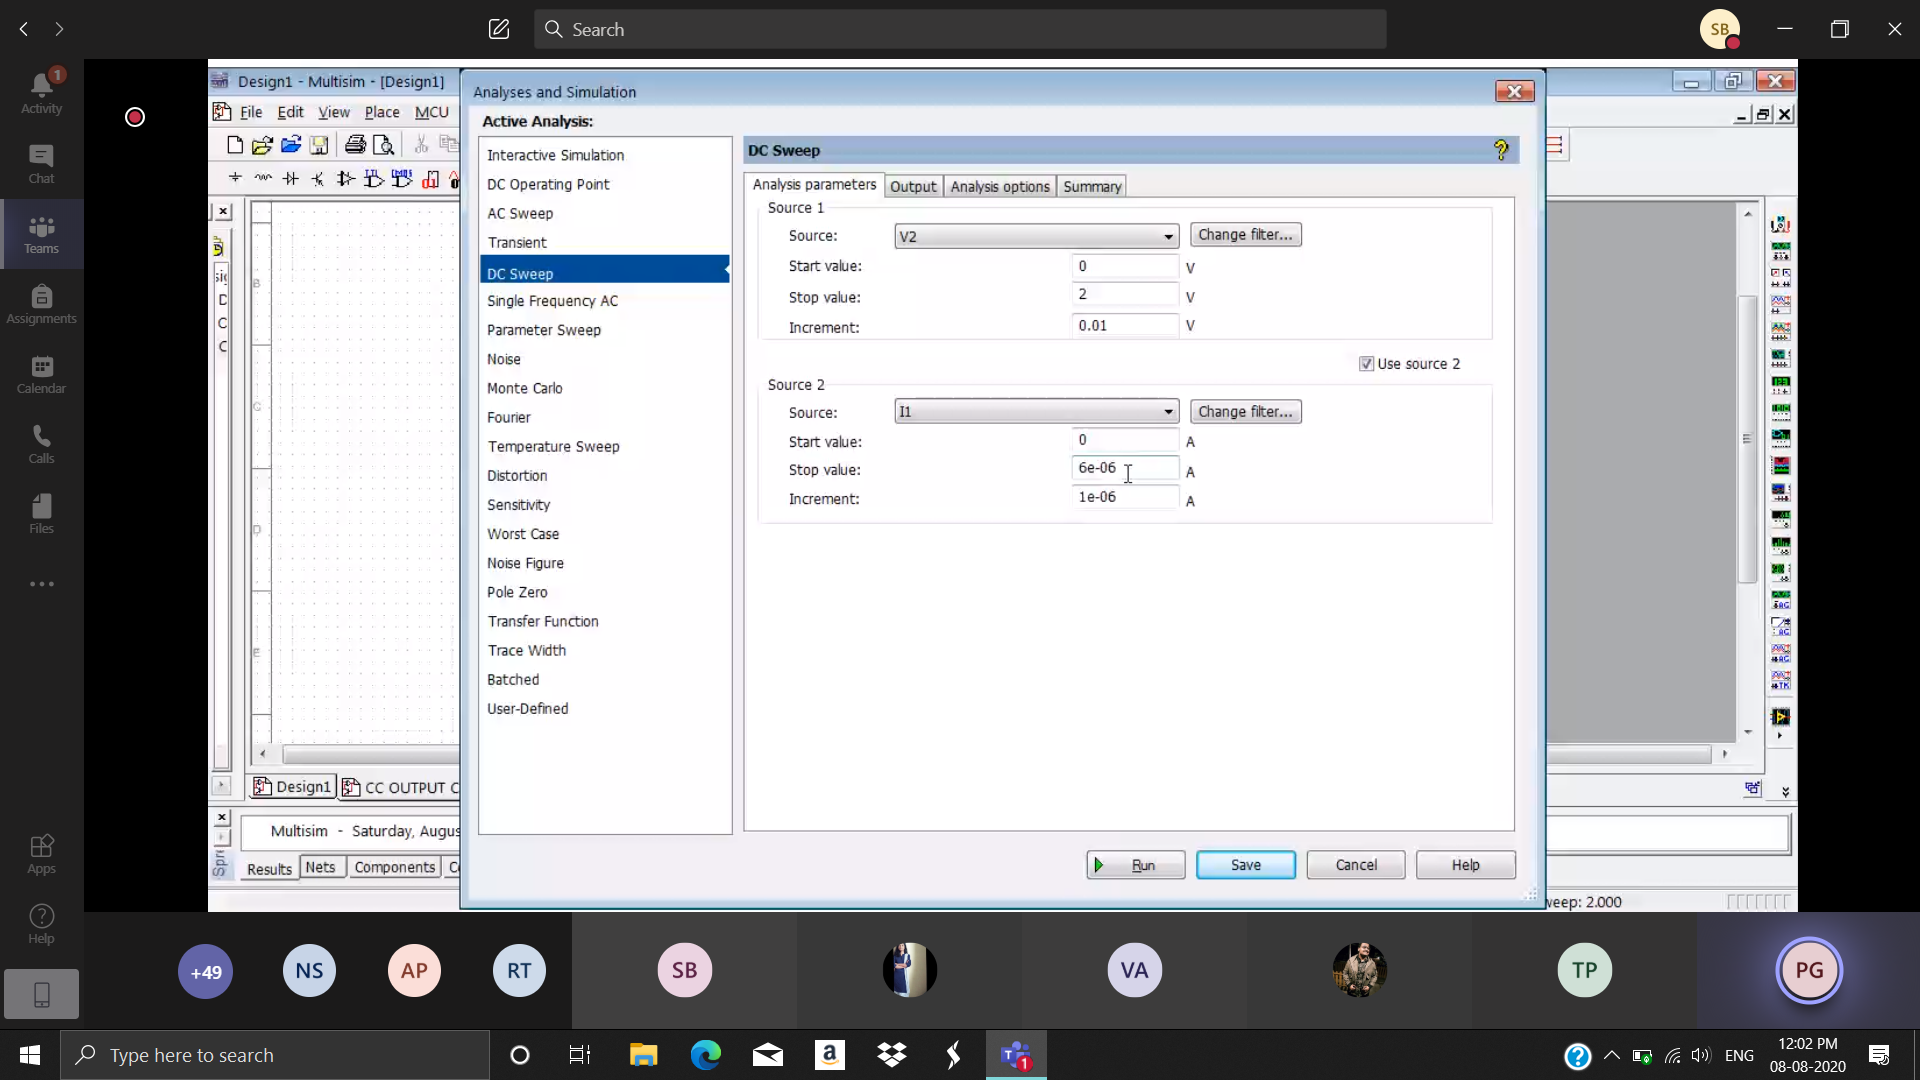 Search
SB
1
Activity
Chat
Teams
Assignments
Calendar
Calls
Files
Apps
Help
Design1 - Multisim - [Design1]
File Edit View Place MCU
B
C
D
E
Design1
CC OUTPUT C
Multisim - Saturday, Augus
Results Nets Components
Analyses and Simulation
Active Analysis:
Interactive Simulation
DC Operating Point
AC Sweep
Transient
DC Sweep
Single Frequency AC
Parameter Sweep
Noise
Monte Carlo
Fourier
Temperature Sweep
Distortion
Sensitivity
Worst Case
Noise Figure
Pole Zero
Transfer Function
Trace Width
Batched
User-Defined
DC Sweep
?
Analysis parameters Output Analysis options Summary
Source 1
Source: V2 Change filter...
Start value: 0 V
Stop value: 2 V
Increment: 0.01 V
Use source 2
Source 2
Source: I1 Change filter...
Start value: 0 A
Stop value: 6e-06 A
Increment: 1e-06 A
Run Save Cancel Help
weep: 2.000
+49 NS AP RT SB VA TP PG
Type here to search
a
1
ENG
12:02 PM
08-08-2020